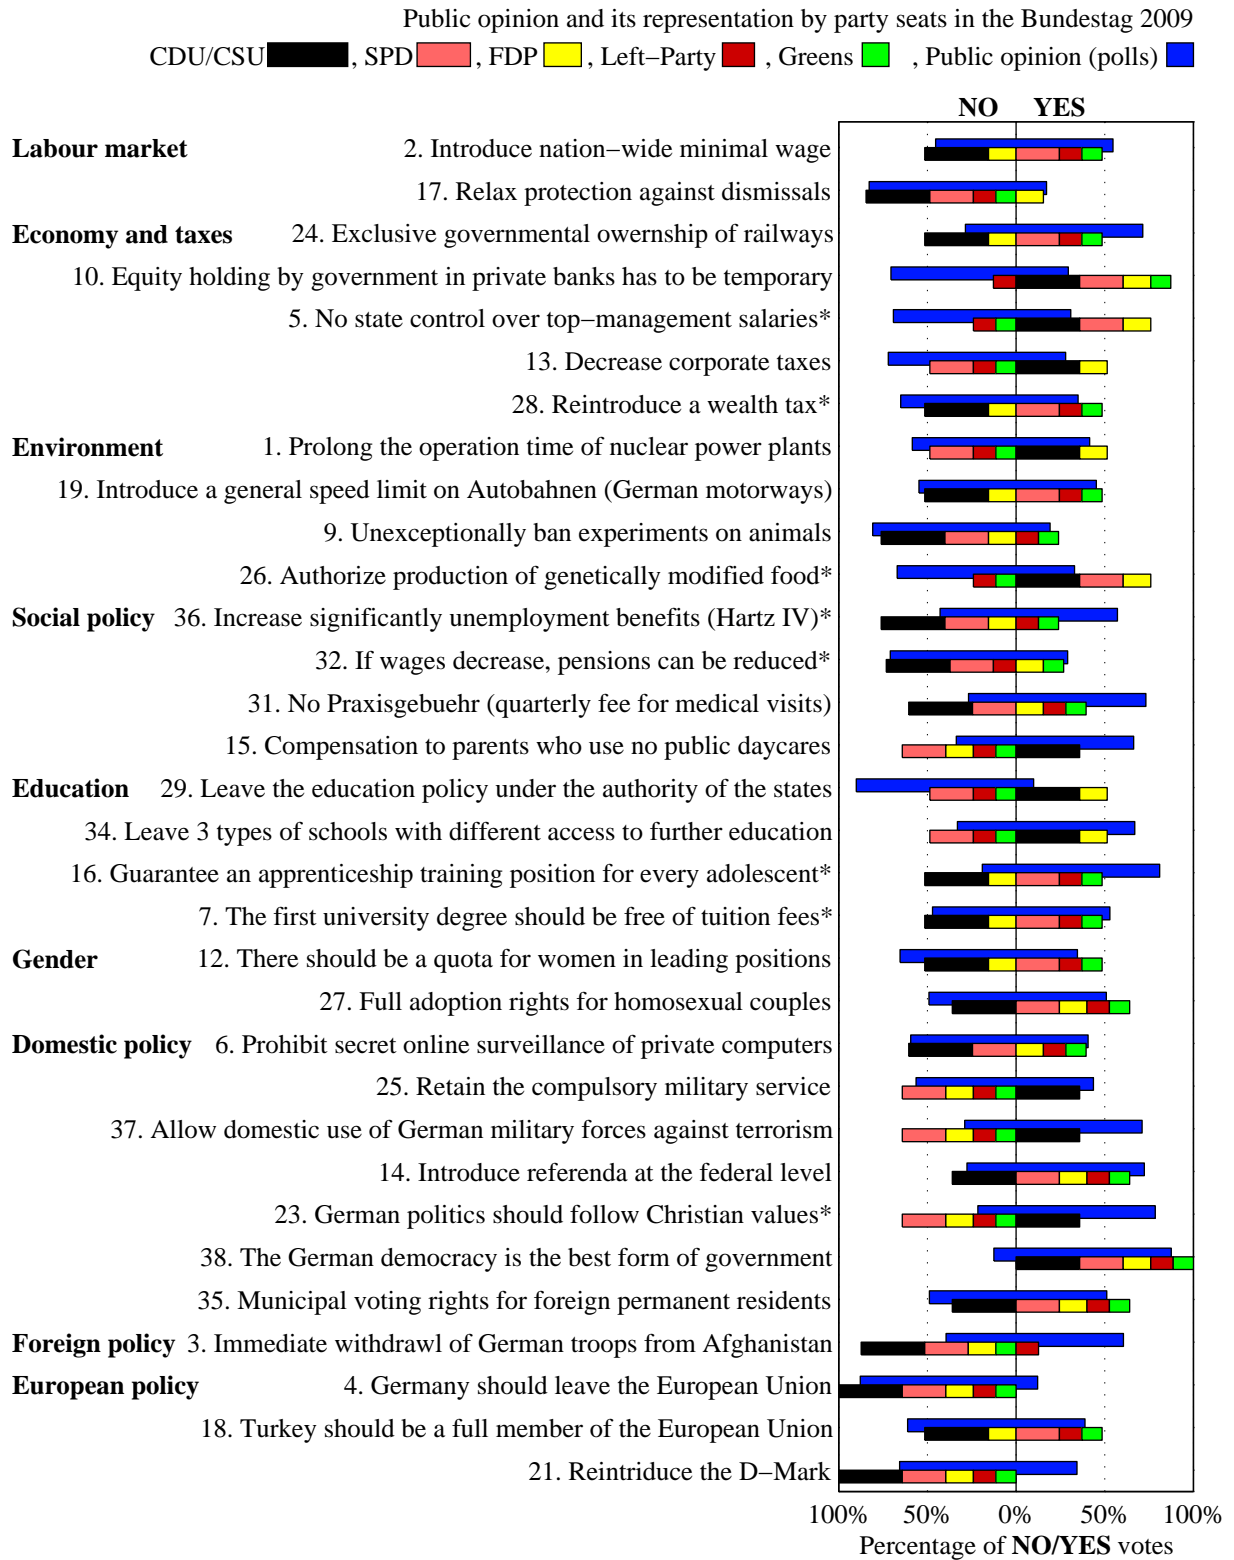 Public opinion and its representation by party seats in the Bundestag 2009
CDU/CSU , SPD , FDP , Left−Party , Greens , Public opinion (polls)
NO YES
Labour market 2. Introduce nation−wide minimal wage
17. Relax protection against dismissals
Economy and taxes 24. Exclusive governmental owernship of railways
10. Equity holding by government in private banks has to be temporary
5. No state control over top−management salaries*
13. Decrease corporate taxes
28. Reintroduce a wealth tax*
Environment 1. Prolong the operation time of nuclear power plants
19. Introduce a general speed limit on Autobahnen (German motorways)
9. Unexceptionally ban experiments on animals
26. Authorize production of genetically modified food*
Social policy 36. Increase significantly unemployment benefits (Hartz IV)*
32. If wages decrease, pensions can be reduced*
31. No Praxisgebuehr (quarterly fee for medical visits)
15. Compensation to parents who use no public daycares
Education 29. Leave the education policy under the authority of the states
34. Leave 3 types of schools with different access to further education
16. Guarantee an apprenticeship training position for every adolescent*
7. The first university degree should be free of tuition fees*
Gender 12. There should be a quota for women in leading positions
27. Full adoption rights for homosexual couples
Domestic policy 6. Prohibit secret online surveillance of private computers
25. Retain the compulsory military service
37. Allow domestic use of German military forces against terrorism
14. Introduce referenda at the federal level
23. German politics should follow Christian values*
38. The German democracy is the best form of government
35. Municipal voting rights for foreign permanent residents
Foreign policy 3. Immediate withdrawl of German troops from Afghanistan
European policy 4. Germany should leave the European Union
18. Turkey should be a full member of the European Union
21. Reintriduce the D−Mark
100% 50% 0% 50% 100%
Percentage of NO/YES votes